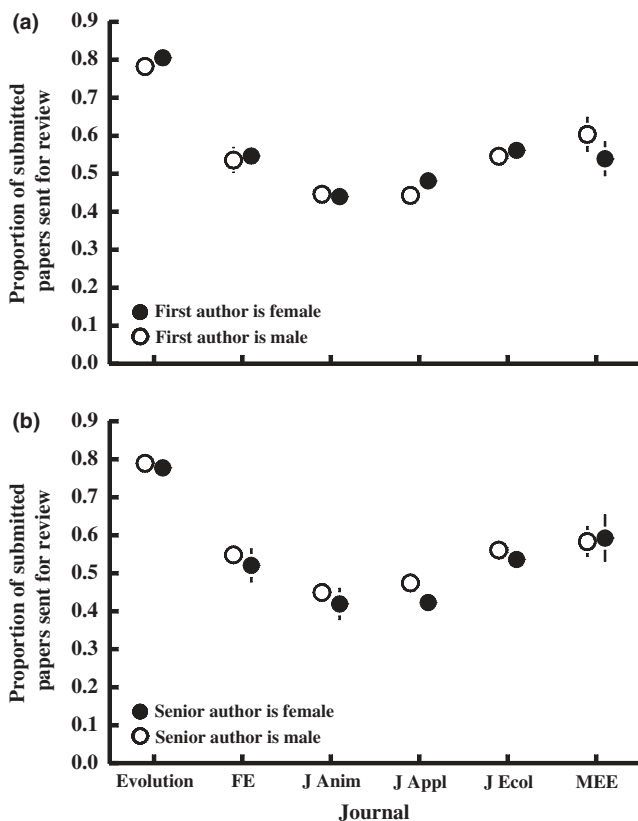 (a)
Proportion of submitted
papers sent for review
0.9
0.8
0.7
0.6
0.5
0.4
0.3
0.2
0.1
0.0
First author is female
First author is male
(b)
Proportion of submitted
papers sent for review
0.9
0.8
0.7
0.6
0.5
0.4
0.3
0.2
0.1
0.0
Senior author is female
Senior author is male
Evolution FE J Anim J Appl J Ecol MEE
Journal